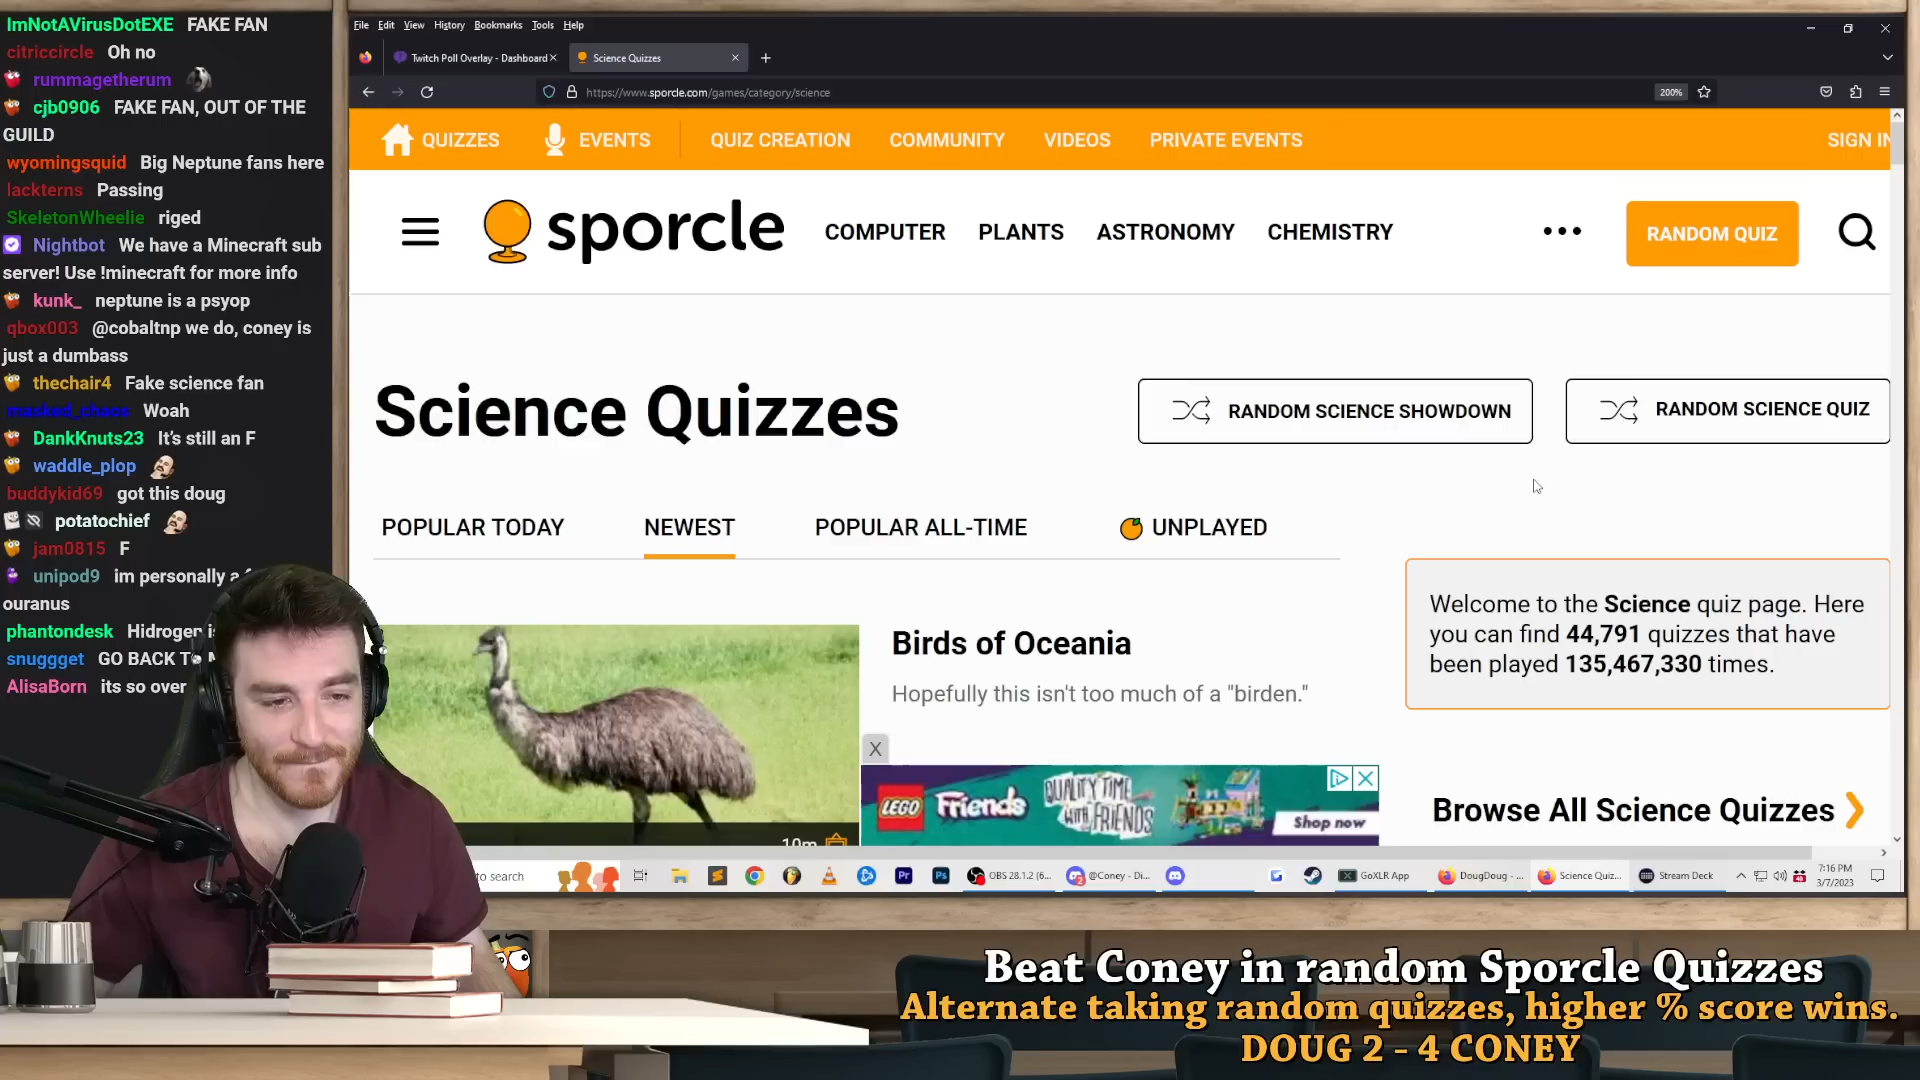 ImNotAVirusDotEXE FAKE FAN
citriccircle Oh no
rummagetherum
cjb0906 FAKE FAN, OUT OF THE
GUILD
wyomingsquid Big Neptune fans here
lackterns Passing
SkeletonWheelie riged
Nightbot We have a Minecraft sub
server! Use !minecraft for more info
kunk_ neptune is a psyop
qbox003 @cobaltnp we do, coney is
just a dumbass
thechair4 Fake science fan
masked_chaos Woah
DankKnuts23 It's still an F
waddle_plop
buddykid69 got this doug
potatochief
jam0815 F
unipod9 im personally a
ouranus
phantondesk Hidrogen
snuggget GO BACK
AlisaBorn its so over
File Edit View History Bookmarks Tools Help
Twitch Poll Overlay - Dashboard
Science Quizzes
https://www.sporcle.com/games/category/science
200%
QUIZZES EVENTS QUIZ CREATION COMMUNITY VIDEOS PRIVATE EVENTS SIGN IN
sporcle COMPUTER PLANTS ASTRONOMY CHEMISTRY RANDOM QUIZ
Science Quizzes
RANDOM SCIENCE SHOWDOWN
RANDOM SCIENCE QUIZ
POPULAR TODAY NEWEST POPULAR ALL-TIME UNPLAYED
Birds of Oceania
Hopefully this isn't too much of a "birden."
10m
Welcome to the Science quiz page. Here
you can find 44,791 quizzes that have
been played 135,467,330 times.
X
LEGO Friends QUALITY TIME WITH FRIENDS Shop now
Browse All Science Quizzes
to search
Pr
Ps
OBS 28.1.2 (6...
@Coney - Di...
GoXLR App
DougDoug - ...
Science Quiz...
Stream Deck
7:16 PM
3/7/2023
Beat Coney in random Sporcle Quizzes
Alternate taking random quizzes, higher % score wins.
DOUG 2 - 4 CONEY